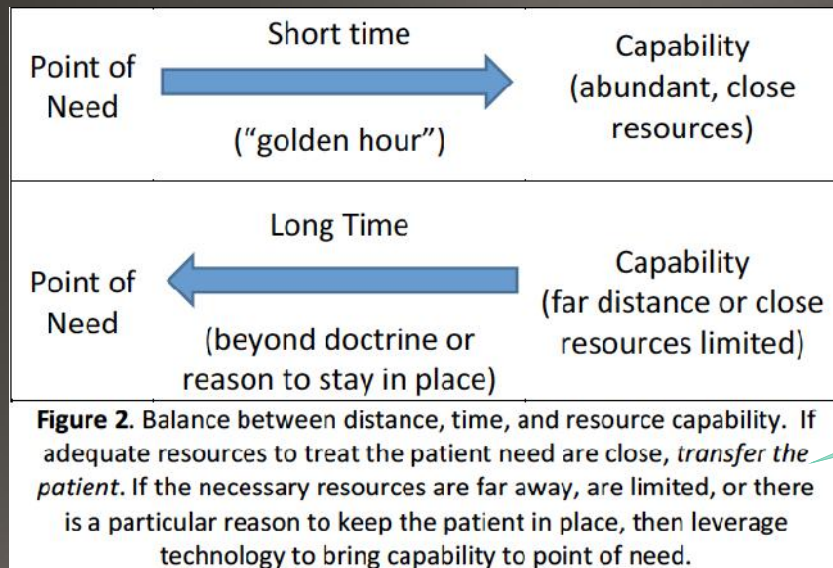 Short time
Point of
Need
(“golden hour”)
Capability
(abundant, close
resources)
Long Time
Point of
Need
(beyond doctrine or
reason to stay in place)
Capability
(far distance or close
resources limited)
Figure 2. Balance between distance, time, and resource capability. If
adequate resources to treat the patient need are close, transfer the
patient. If the necessary resources are far away, are limited, or there
is a particular reason to keep the patient in place, then leverage
technology to bring capability to point of need.